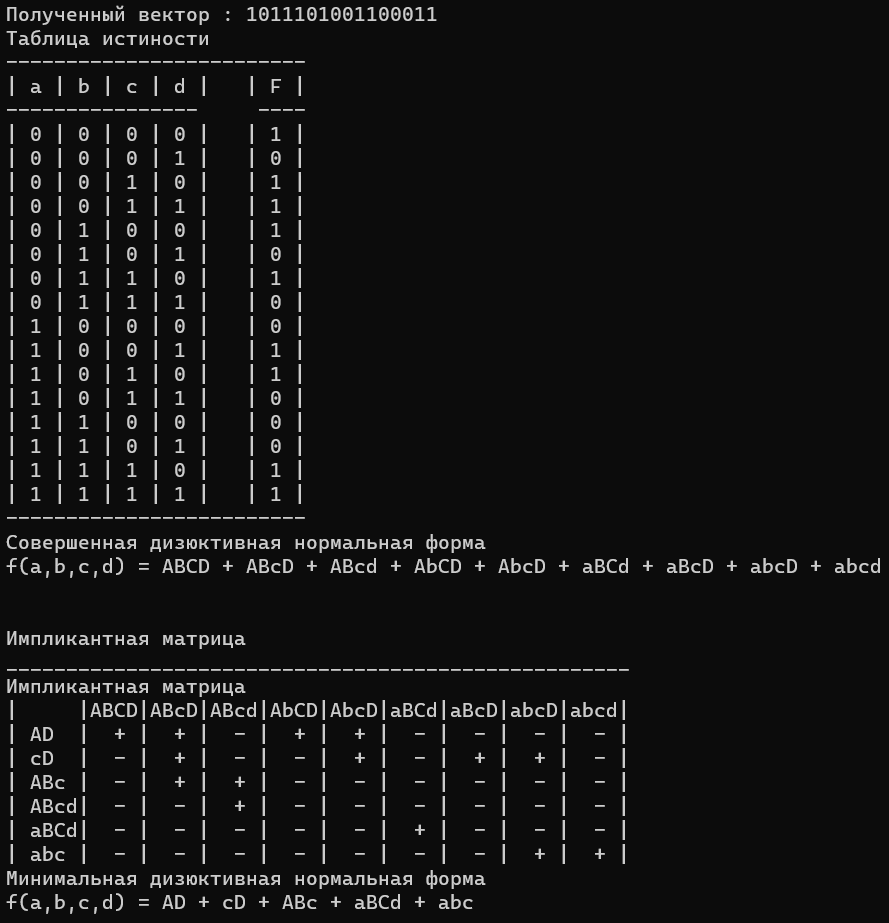 Полученный вектор : 1011101001100011
Таблица истиности
-------------------------
| a | b | c | d |   | F |
----------------     ----
| 0 | 0 | 0 | 0 |   | 1 |
| 0 | 0 | 0 | 1 |   | 0 |
| 0 | 0 | 1 | 0 |   | 1 |
| 0 | 0 | 1 | 1 |   | 1 |
| 0 | 1 | 0 | 0 |   | 1 |
| 0 | 1 | 0 | 1 |   | 0 |
| 0 | 1 | 1 | 0 |   | 1 |
| 0 | 1 | 1 | 1 |   | 0 |
| 1 | 0 | 0 | 0 |   | 0 |
| 1 | 0 | 0 | 1 |   | 1 |
| 1 | 0 | 1 | 0 |   | 1 |
| 1 | 0 | 1 | 1 |   | 0 |
| 1 | 1 | 0 | 0 |   | 0 |
| 1 | 1 | 0 | 1 |   | 0 |
| 1 | 1 | 1 | 0 |   | 1 |
| 1 | 1 | 1 | 1 |   | 1 |
-------------------------
Совершенная дизюктивная нормальная форма
f(a,b,c,d) = ABCD + ABcD + ABcd + AbCD + AbcD + aBCd + aBcD + abcD + abcd
Импликантная матрица
____________________________________________________
Импликантная матрица
|     |ABCD|ABcD|ABcd|AbCD|AbcD|aBCd|aBcD|abcD|abcd|
| AD  |  + |  + |  - |  + |  + |  - |  - |  - |  - |
| cD  |  - |  + |  - |  - |  + |  - |  + |  + |  - |
| ABc |  - |  + |  + |  - |  - |  - |  - |  - |  - |
| ABcd|  - |  - |  + |  - |  - |  - |  - |  - |  - |
| aBCd|  - |  - |  - |  - |  - |  + |  - |  - |  - |
| abc |  - |  - |  - |  - |  - |  - |  - |  + |  + |
Минимальная дизюктивная нормальная форма
f(a,b,c,d) = AD + cD + ABc + aBCd + abc